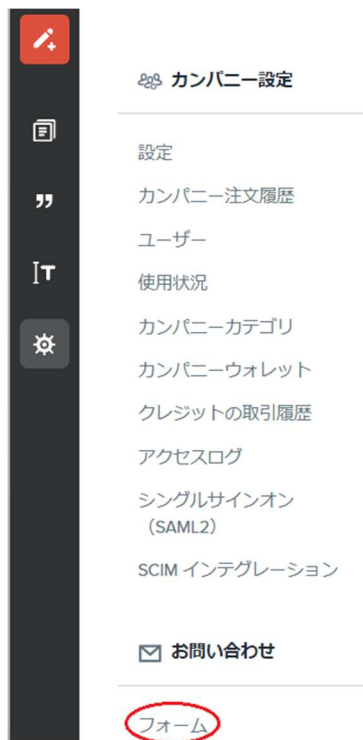 カンパニー設定
設定
カンパニー注文履歴
ユーザー
使用状況
カンパニーカテゴリ
カンパニーウォレット
クレジットの取引履歴
アクセスログ
シングルサインオン
（SAML2）
SCIM インテグレーション
お問い合わせ
フォーム